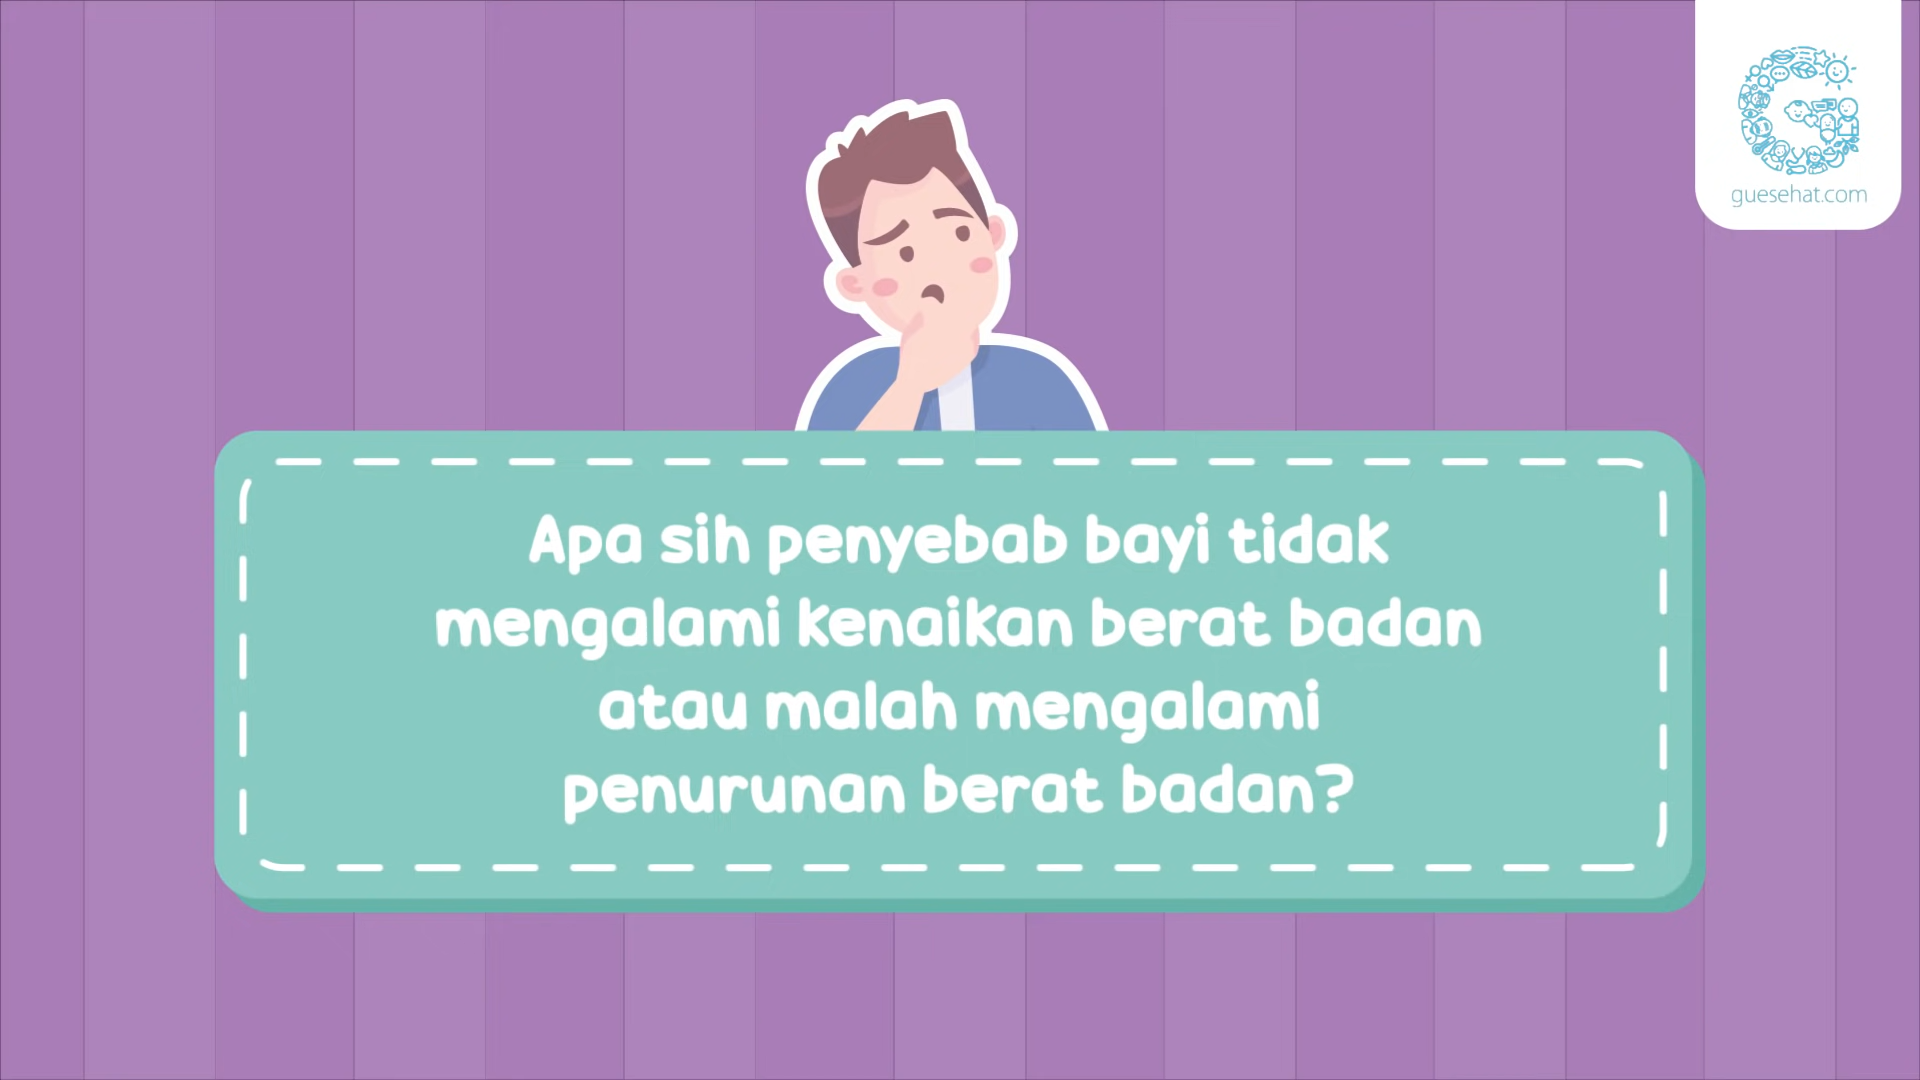 guesehat.com
Apa sih penyebab bayi tidak
mengalami kenaikan berat badan
atau malah mengalami
penurunan berat badan?